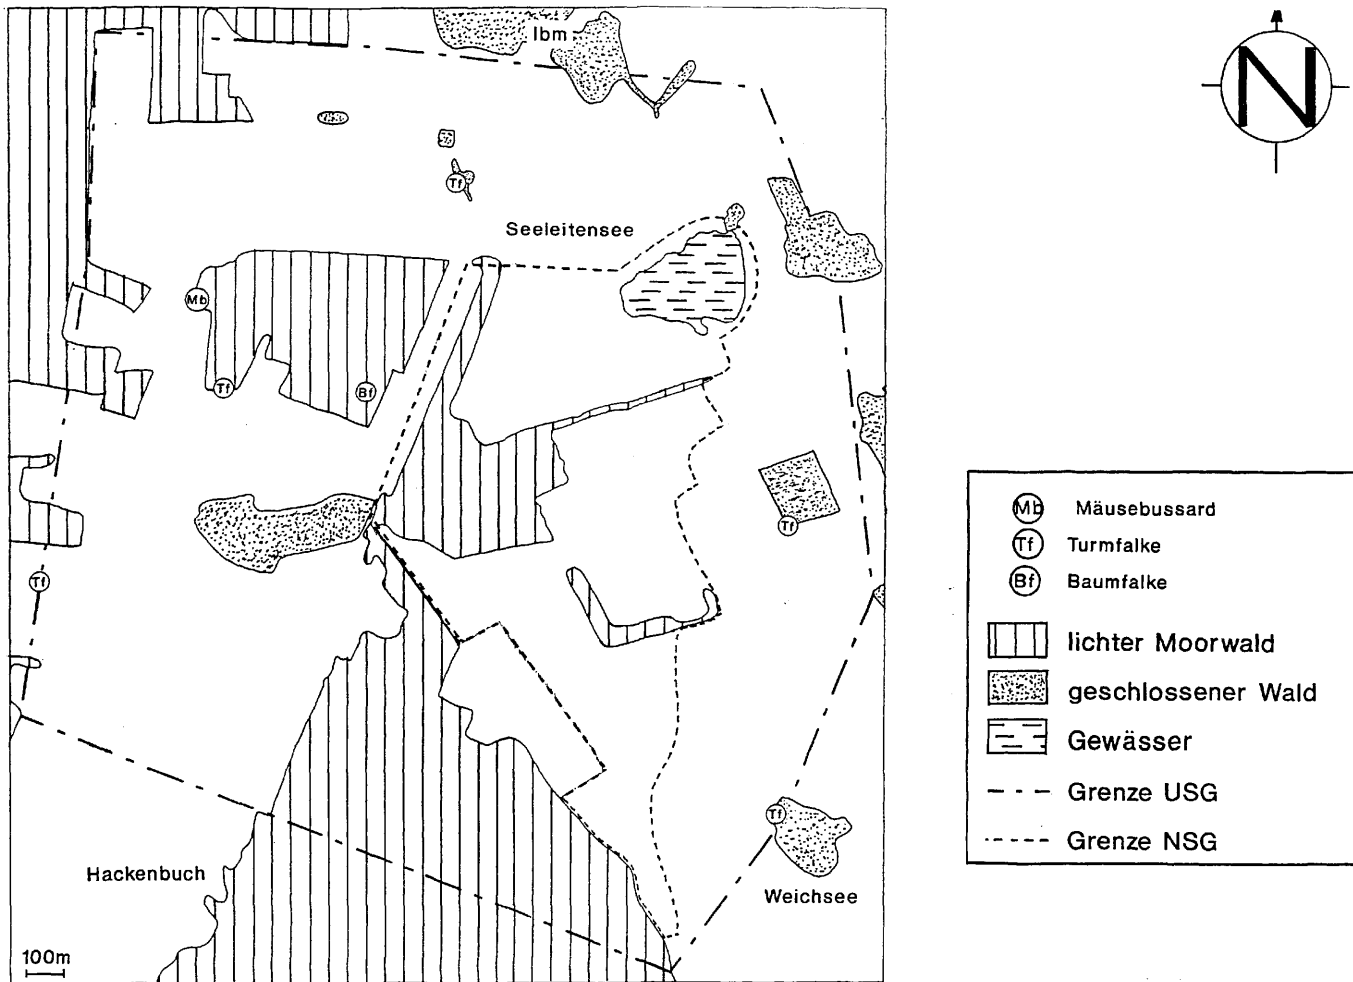 Ibm
N
Tf
Seeleitensee
Mb
Tf
Bf
Tf
Tf
Tf
Hackenbuch
Weichsee
100m
Mb Mäusebussard
Tf Turmfalke
Bf Baumfalke
lichter Moorwald
geschlossener Wald
Gewässer
Grenze USG
Grenze NSG